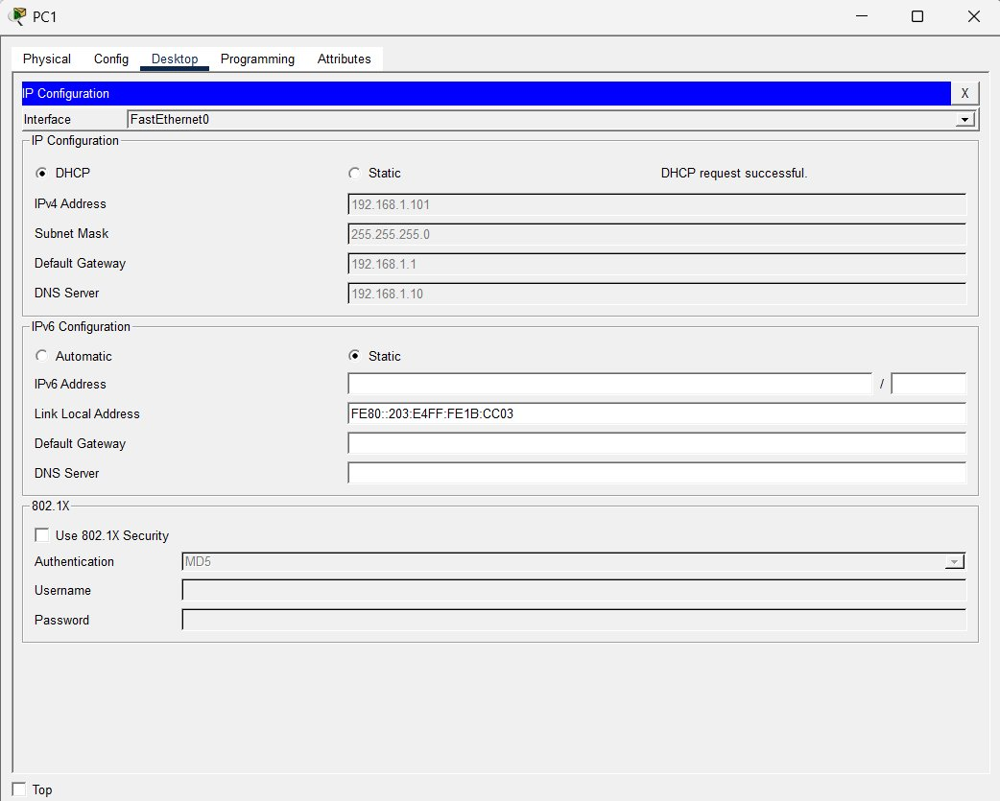 PC1
Physical Config Desktop Programming Attributes
IP Configuration X
Interface FastEthernet0
IP Configuration
DHCP Static DHCP request successful.
IPv4 Address 192.168.1.101
Subnet Mask 255.255.255.0
Default Gateway 192.168.1.1
DNS Server 192.168.1.10
IPv6 Configuration
Automatic Static
IPv6 Address /
Link Local Address FE80::203:E4FF:FE1B:CC03
Default Gateway
DNS Server
802.1X
Use 802.1X Security
Authentication MD5
Username
Password
Top